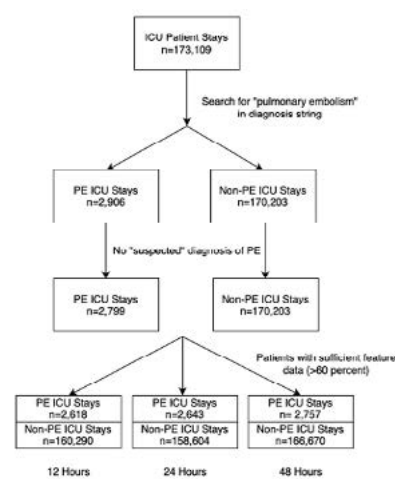 ICU Patient Stays
n=173,109
Search for "pulmonary embolism"
in diagnosis string
PE ICU Stays
n=2,906
Non-PE ICU Stays
n=170,203
No "suspected" diagnosis of PE
PE ICU Stays
n=2,799
Non-PE ICU Stays
n=170,203
Patients with sufficient feature
data (>60 percent)
PE ICU Stays
n=2,618
Non-PE ICU Stays
n=160,290
PE ICU Stays
n=2,643
Non-PE ICU Stays
n=158,604
PE ICU Stays
n= 2,757
Non-PE ICU Stays
n=166,670
12 Hours
24 Hours
48 Hours